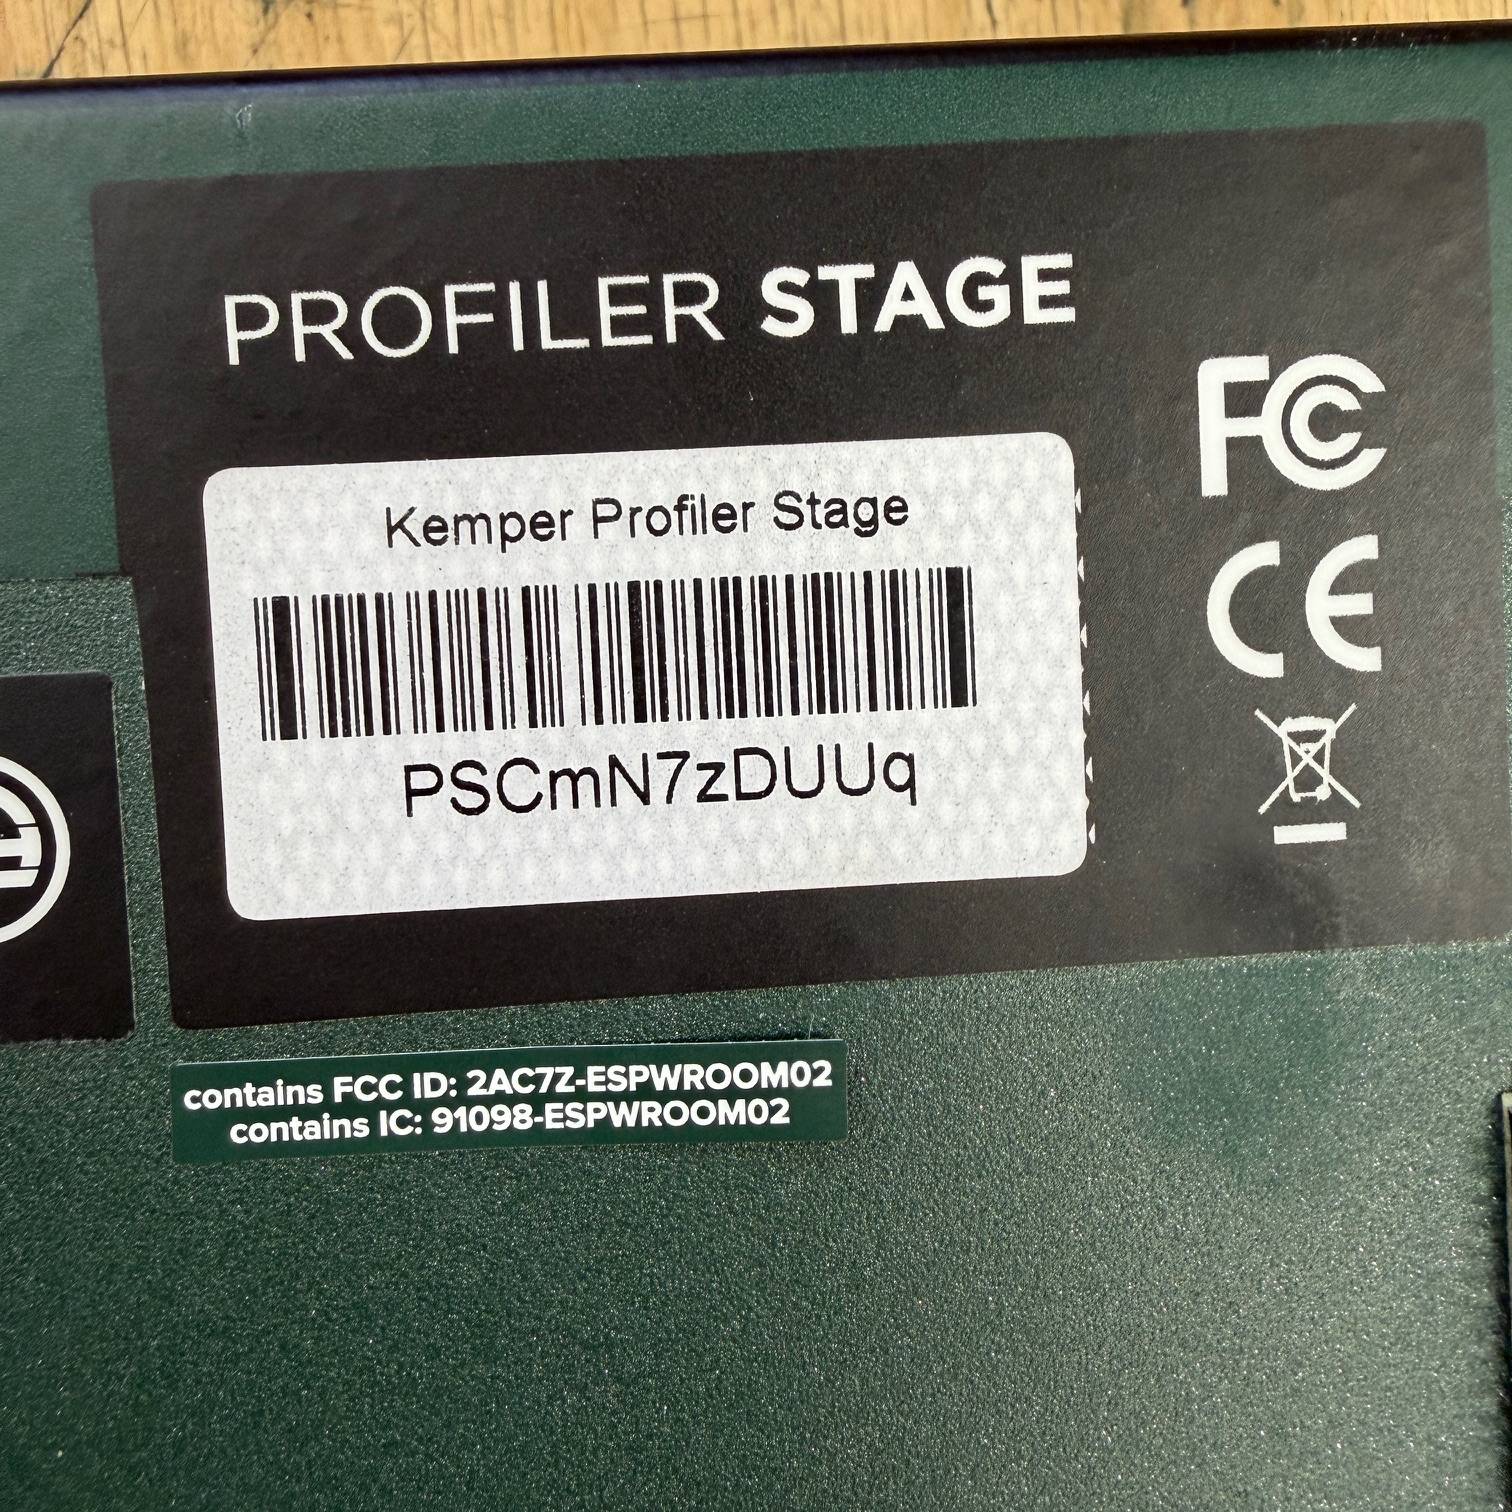 PROFILER STAGE
FC
CE
Kemper Profiler Stage
PSCmN7zDUUq
contains FCC ID: 2AC7Z-ESPWROOM02
contains IC: 91098-ESPWROOM02